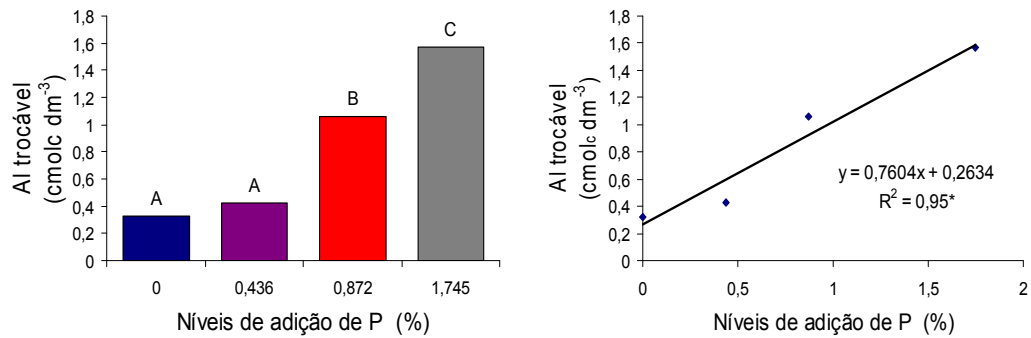 Al trocável
(cmolc dm-3)
1,8
1,6
1,4
1,2
1
0,8
0,6
0,4
0,2
0
A
A
B
C
0 0,436 0,872 1,745
Níveis de adição de P (%)
Al trocável
(cmolc dm-3)
1,8
1,6
1,4
1,2
1
0,8
0,6
0,4
0,2
0
y = 0,7604x + 0,2634
R2 = 0,95*
0 0,5 1 1,5 2
Níveis de adição de P (%)